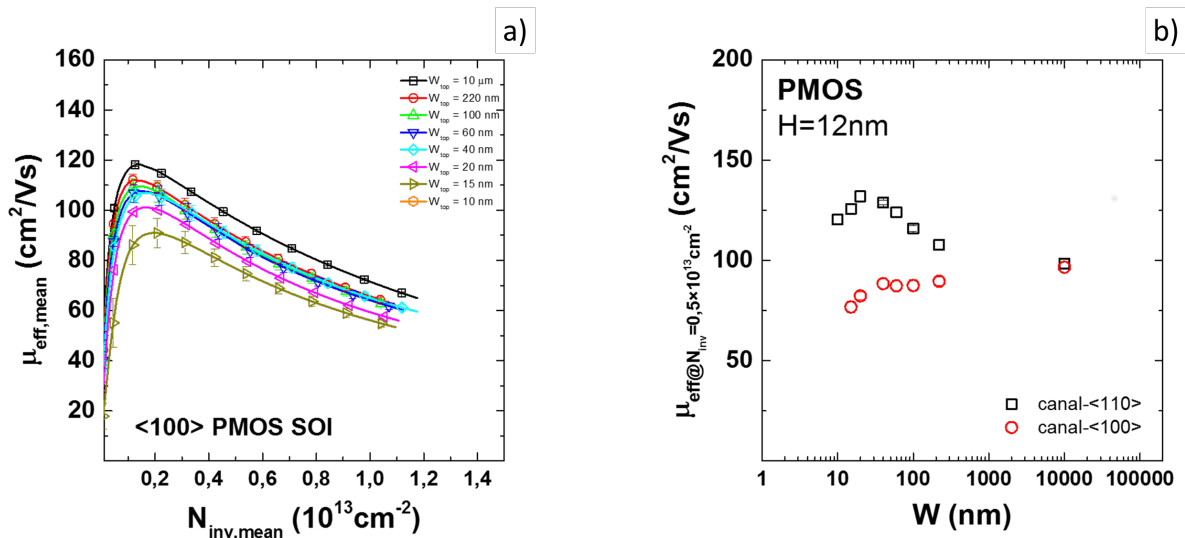 a)
160
140
120
100
80
60
40
20
μeff,mean (cm2/Vs)
Wtop = 10 μm
Wtop = 220 nm
Wtop = 100 nm
Wtop = 60 nm
Wtop = 40 nm
Wtop = 20 nm
Wtop = 15 nm
Wtop = 10 nm
<100> PMOS SOI
0,2 0,4 0,6 0,8 1,0 1,2 1,4
Ninv,mean (10^13cm-2)
b)
200
150
100
50
μeff@Ninv=0,5×10^13cm-2 (cm2/Vs)
PMOS
H=12nm
canal-<110>
canal-<100>
1 10 100 1000 10000 100000
W (nm)